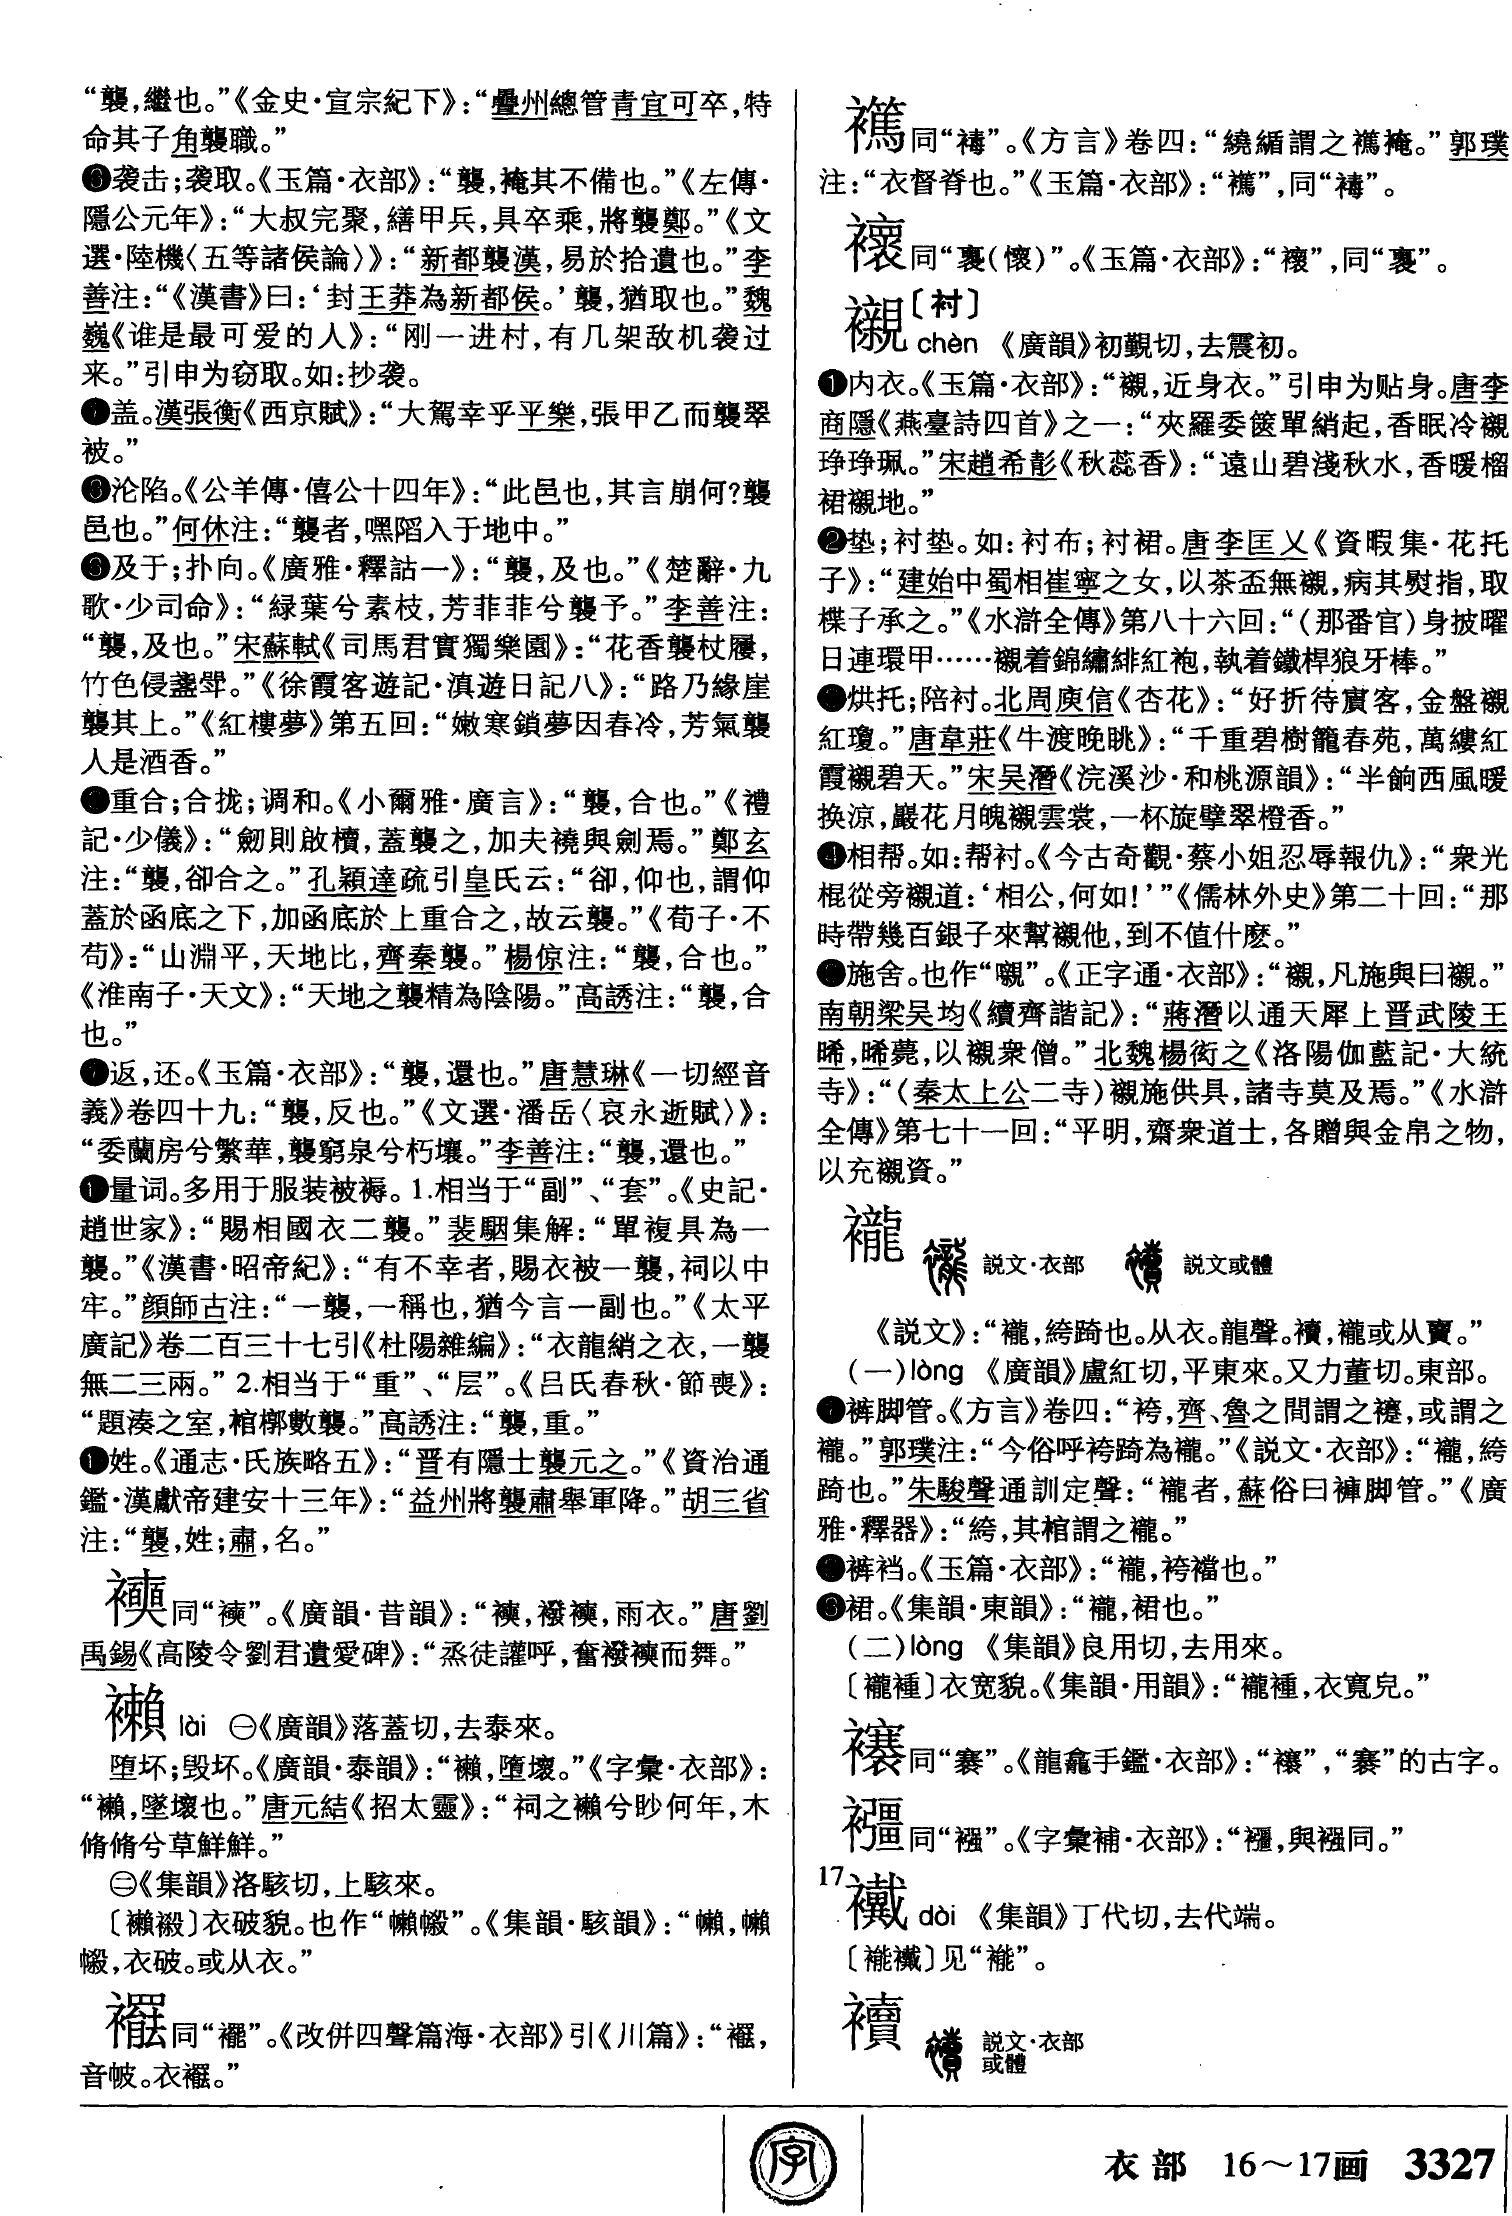 “襲，繼也。”《金史·宣宗紀下》：“疊州總管青宜可卒，特
命其子角襲職。”
❻袭击；袭取。《玉篇·衣部》：“襲，掩其不備也。”《左傳·
隱公元年》：“大叔完聚，繕甲兵，具卒乘，將襲鄭。”《文
選·陸機〈五等諸侯論〉》：“新都襲漢，易於拾遺也。”李
善注：“《漢書》曰：‘封王莽為新都侯。’襲，猶取也。”魏
巍《谁是最可爱的人》：“刚一进村，有几架敌机袭过
来。”引申为窃取。如：抄袭。
盖。漢張衡《西京賦》：“大駕幸乎平樂，張甲乙而襲翠
被。”
沦陷。《公羊傳·僖公十四年》：“此邑也，其言崩何？襲
邑也。”何休注：“襲者，嘿陷入于地中。”
及于；扑向。《廣雅·釋詁一》：“襲，及也。”《楚辭·九
歌·少司命》：“緑葉兮素枝，芳菲菲兮襲予。”李善注：
“襲，及也。”宋蘇軾《司馬君實獨樂園》：“花香襲杖屨，
竹色侵盞斝。”《徐霞客遊記·滇遊日記八》：“路乃緣崖
襲其上。”《紅樓夢》第五回：“嫩寒鎖夢因春冷，芳氣襲
人是酒香。”
重合；合拢；调和。《小爾雅·廣言》：“襲，合也。”《禮
記·少儀》：“劒則啟櫝，蓋襲之，加夫襓與劍焉。”鄭玄
注：“襲，卻合之。”孔穎達疏引皇氏云：“卻，仰也，謂仰
蓋於函底之下，加函底於上重合之，故云襲。”《荀子·不
苟》：“山淵平，天地比，齊秦襲。”楊倞注：“襲，合也。”
《淮南子·天文》：“天地之襲精為陰陽。”高誘注：“襲，合
也。”
返，还。《玉篇·衣部》：“襲，還也。”唐慧琳《一切經音
義》卷四十九：“襲，反也。”《文選·潘岳〈哀永逝賦〉》：
“委蘭房兮繁華，襲窮泉兮朽壤。”李善注：“襲，還也。”
量词。多用于服装被褥。1.相当于“副”、“套”。《史記·
趙世家》：“賜相國衣二襲。”裴駰集解：“單複具為一
襲。”《漢書·昭帝紀》：“有不幸者，賜衣被一襲，祠以中
牢。”顔師古注：“一襲，一稱也，猶今言一副也。”《太平
廣記》卷二百三十七引《杜陽雜編》：“衣龍綃之衣，一襲
無二三兩。”2.相当于“重”、“层”。《吕氏春秋·節喪》：
“題湊之室，棺槨數襲。”高誘注：“襲，重。”
姓。《通志·氏族略五》：“晋有隱士襲元之。”《資治通
鑑·漢獻帝建安十三年》：“益州將襲肅舉軍降。”胡三省
注：“襲，姓；肅，名。”
同“襫”。《廣韻·昔韻》：“襫，襏襫，雨衣。”唐劉
禹錫《高陵令劉君遺愛碑》：“烝徒讙呼，奮襏襫而舞。”
襰 lài ㊀《廣韻》落蓋切，去泰來。
堕坏；毁坏。《廣韻·泰韻》：“襰，墮壞。”《字彙·衣部》：
“襰，墜壞也。”唐元結《招太靈》：“祠之襰兮眇何年，木
脩脩兮草鮮鮮。”
㊁《集韻》洛駭切，上駭來。
〔襰𧜵〕衣破貌。也作“㠣”。《集韻·駭韻》：“㠣，㠣
，衣破。或从衣。”
同“襬”。《改併四聲篇海·衣部》引《川篇》：“，
音帔。衣。”
同“䙓”。《方言》卷四：“繞緧謂之襪裺。”郭璞
注：“衣督脊也。”《玉篇·衣部》：“”，同“”。
𧞱同“褱（懷）”。《玉篇·衣部》：“”，同“褱”。
襯〔衬〕
chèn 《廣韻》初覲切，去震初。
❶内衣。《玉篇·衣部》：“襯，近身衣。”引申为贴身。唐李
商隱《燕臺詩四首》之一：“夾羅委篋單綃起，香眠冷襯
琤琤珮。”宋趙希彭《秋蕊香》：“遠山碧淺秋水，香暖榴
裙襯地。”
❷垫；衬垫。如：衬布；衬裙。唐李匡乂《資暇集·花托
子》：“建始中蜀相崔寧之女，以茶盃無襯，病其熨指，取
楪子承之。”《水滸全傳》第八十六回：“（那番官）身披曜
日連環甲……襯着錦繡緋紅袍，執着鐵桿狼牙棒。”
烘托；陪衬。北周庾信《杏花》：“好折待賓客，金盤襯
紅瓊。”唐韋莊《牛渡晚眺》：“千重碧樹籠春苑，萬縷紅
霞襯碧天。”宋吴潛《浣溪沙·和桃源韻》：“半餉西風暖
换凉，巖花月魄襯雲裳，一杯旋擘翠橙香。”
❹相帮。如：帮衬。《今古奇觀·蔡小姐忍辱報仇》：“衆光
棍從旁襯道：‘相公，何如！’”《儒林外史》第二十回：“那
時帶幾百銀子來幫襯他，到不值什麽。”
施舍。也作“嚫”。《正字通·衣部》：“襯，凡施與曰襯。”
南朝梁吴均《續齊諧記》：“蔣潛以通天犀上晋武陵王
晞，晞薨，以襯衆僧。”北魏楊衒之《洛陽伽藍記·大統
寺》：“（秦太上公二寺）襯施供具，諸寺莫及焉。”《水滸
全傳》第七十一回：“平明，齋衆道士，各贈與金帛之物，
以充襯資。”
襱 説文·衣部 説文或體
《説文》：“襱，絝踦也。从衣。龍聲。襩，襱或从賣。”
（一）lòng 《廣韻》盧紅切，平東來。又力董切。東部。
裤脚管。《方言》卷四：“袴，齊、魯之間謂之襱，或謂之
襱。”郭璞注：“今俗呼袴踦為襱。”《説文·衣部》：“襱，絝
踦也。”朱駿聲通訓定聲：“襱者，蘇俗曰褲脚管。”《廣
雅·釋器》：“絝，其棺謂之襱。”
裤裆。《玉篇·衣部》：“襱，袴襠也。”
❸裙。《集韻·東韻》：“襱，裙也。”
（二）lòng 《集韻》良用切，去用來。
〔襱褈〕衣宽貌。《集韻·用韻》：“襱褈，衣寬皃。”
同“褰”。《龍龕手鑑·衣部》：“”，“褰”的古字。
同“襁”。《字彙補·衣部》：“，與襁同。”
17
襶 dòi 《集韻》丁代切，去代端。
〔褦襶〕见“褦”。
襩 説文·衣部
或體
字
衣部 16～17画 3327